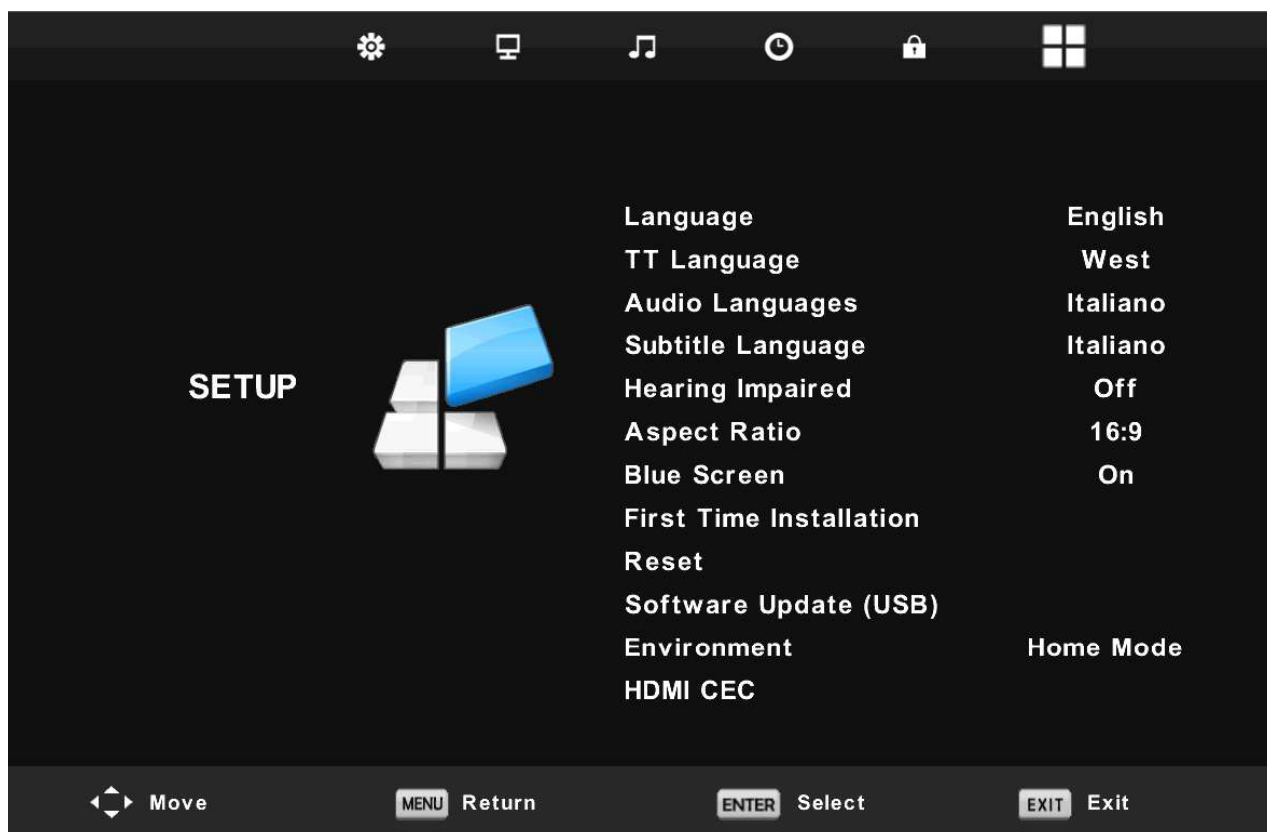 SETUP
Language English
TT Language West
Audio Languages Italiano
Subtitle Language Italiano
Hearing Impaired Off
Aspect Ratio 16:9
Blue Screen On
First Time Installation
Reset
Software Update (USB)
Environment Home Mode
HDMI CEC
Move MENU Return ENTER Select EXIT Exit